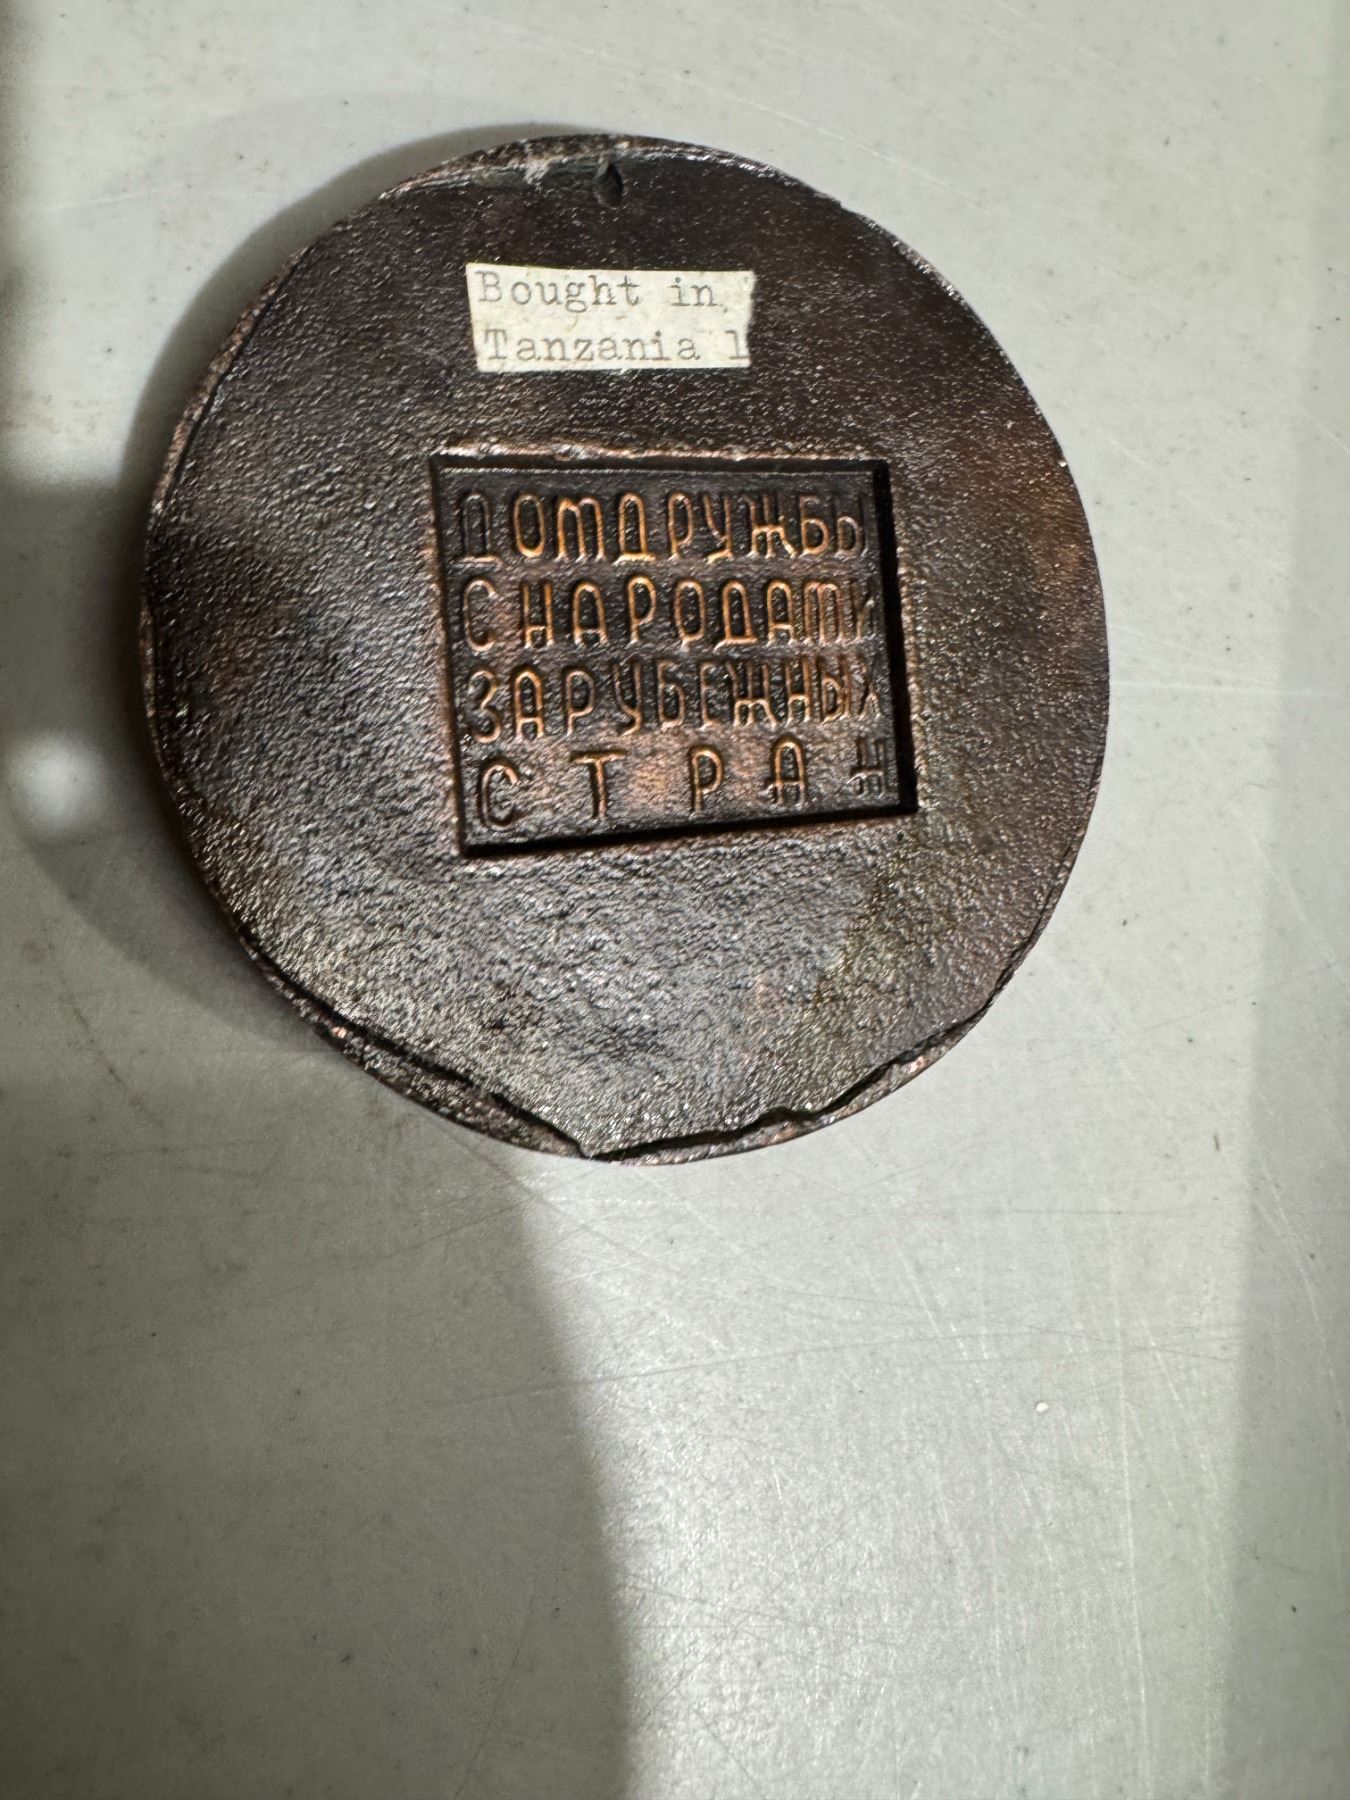 Bought in
Tanzania 1
ДОМ ДРУЖБЫ
С НАРОДАМИ
ЗАРУБЕЖНЫХ
СТРАН